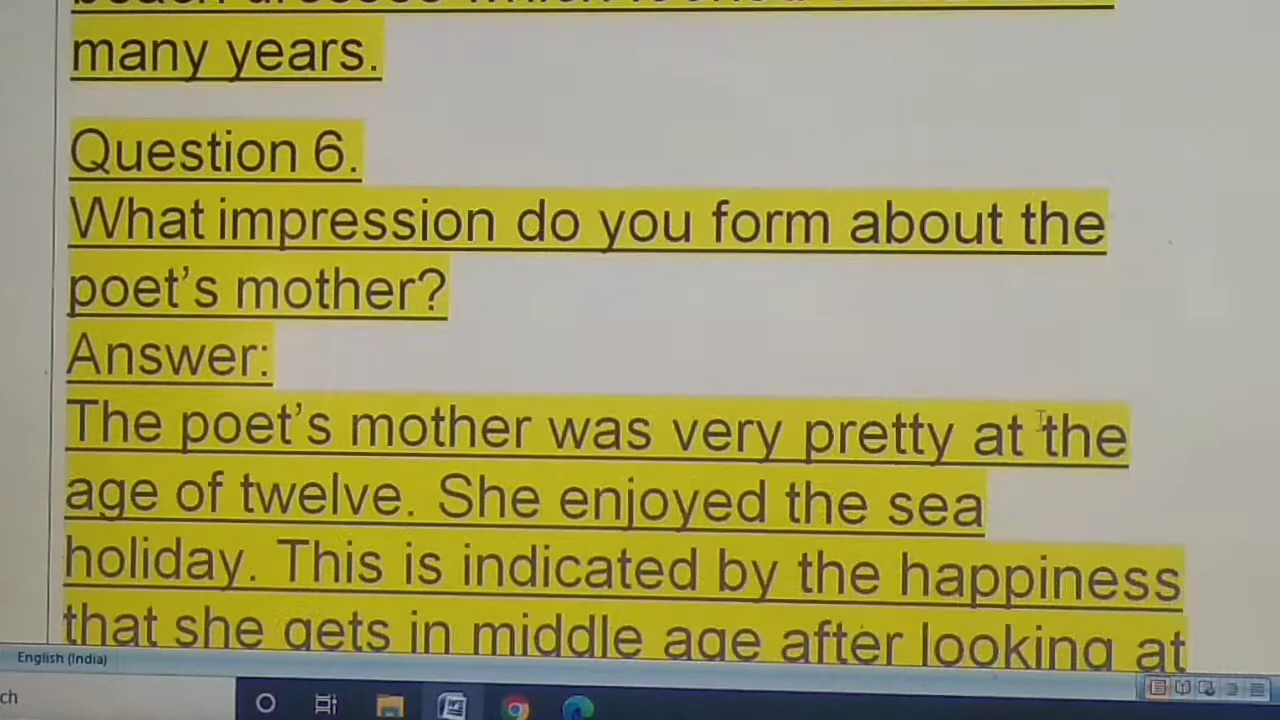 many years.
Question 6.
What impression do you form about the
poet’s mother?
Answer:
The poet’s mother was very pretty at the
age of twelve. She enjoyed the sea
holiday. This is indicated by the happiness
that she gets in middle age after looking at
English (India)
ch